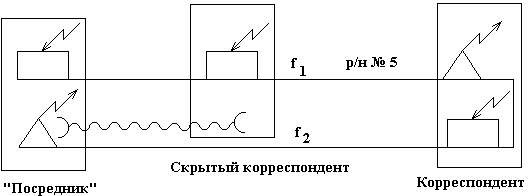 f1 р/н № 5
f2
Скрытый корреспондент
"Посредник"
Корреспондент